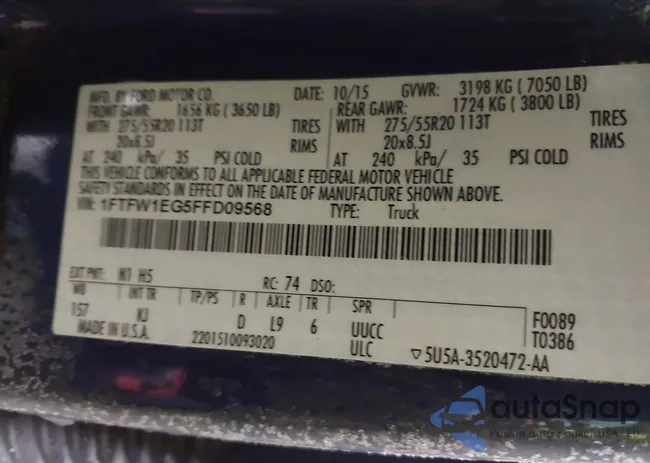 MFD. BY FORD MOTOR CO. DATE: 10/15 GVWR: 3198 KG ( 7050 LB)
FRONT GAWR: 1656 KG ( 3650 LB) REAR GAWR: 1724 KG ( 3800 LB)
WITH 275/55R20 113T TIRES WITH 275/55R20 113T TIRES
20x8.5J RIMS 20x8.5J RIMS
AT 240 kPa/ 35 PSI COLD AT 240 kPa/ 35 PSI COLD
THIS VEHICLE CONFORMS TO ALL APPLICABLE FEDERAL MOTOR VEHICLE
SAFETY STANDARDS IN EFFECT ON THE DATE OF MANUFACTURE SHOWN ABOVE.
VIN: 1FTFW1EG5FFD09568 TYPE: Truck
EXT PNT: N1 H5 RC: 74 DSO:
WB INT TR TP/PS R AXLE TR SPR F0089
157 KJ D L9 6 UUCC T0386
MADE IN U.S.A. 2201510093020 ULC ▽5U5A-3520472-AA
autoSnap